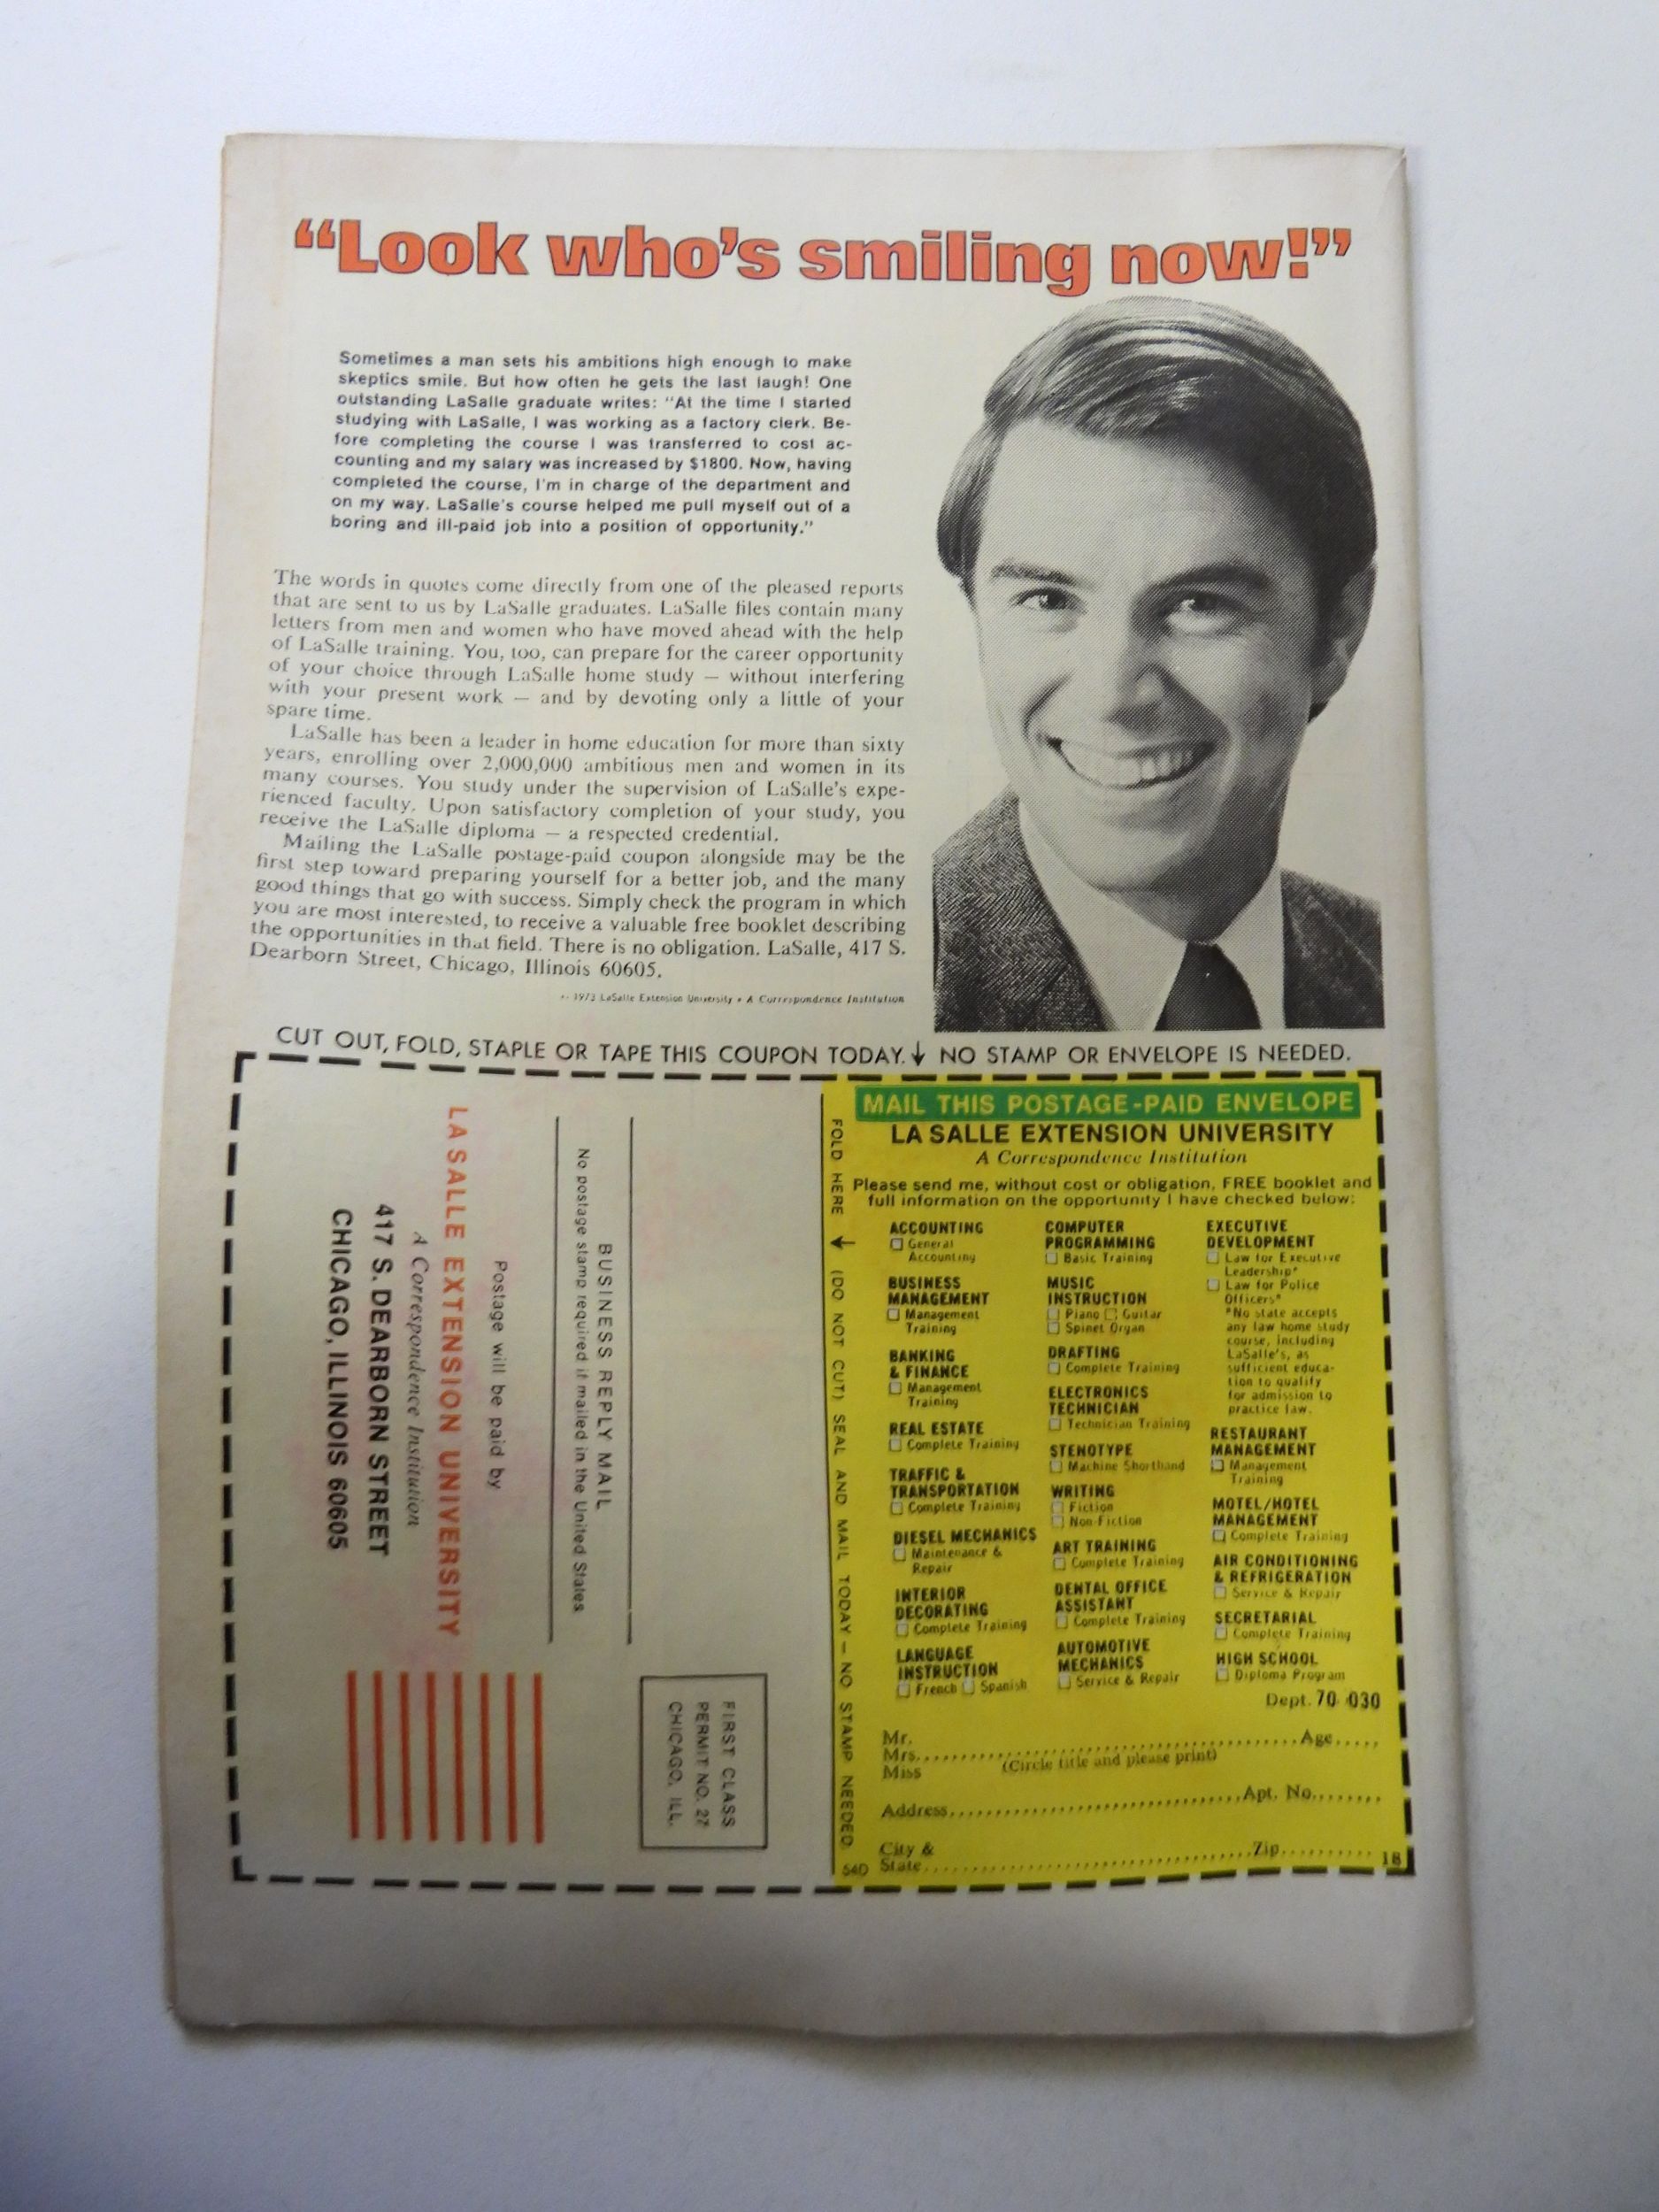 “Look who's smiling now!”
Sometimes a man sets his ambitions high enough to make
skeptics smile. But how often he gets the last laugh! One
outstanding LaSalle graduate writes: "At the time I started
studying with LaSalle, I was working as a factory clerk. Be-
fore completing the course I was transferred to cost ac-
counting and my salary was increased by $1800. Now, having
completed the course, I'm in charge of the department and
on my way. LaSalle's course helped me pull myself out of a
boring and ill-paid job into a position of opportunity."
The words in quotes come directly from one of the pleased reports
that are sent to us by LaSalle graduates. LaSalle files contain many
letters from men and women who have moved ahead with the help
of LaSalle training. You, too, can prepare for the career opportunity
of your choice through LaSalle home study — without interfering
with your present work — and by devoting only a little of your
spare time.
LaSalle has been a leader in home education for more than sixty
years, enrolling over 2,000,000 ambitious men and women in its
many courses. You study under the supervision of LaSalle's expe-
rienced faculty. Upon satisfactory completion of your study, you
receive the LaSalle diploma — a respected credential.
Mailing the LaSalle postage-paid coupon alongside may be the
first step toward preparing yourself for a better job, and the many
good things that go with success. Simply check the program in which
you are most interested, to receive a valuable free booklet describing
the opportunities in that field. There is no obligation. LaSalle, 417 S.
Dearborn Street, Chicago, Illinois 60605.
1973 LaSalle Extension University • A Correspondence Institution
CUT OUT, FOLD, STAPLE OR TAPE THIS COUPON TODAY. ↓ NO STAMP OR ENVELOPE IS NEEDED.
FIRST CLASS
PERMIT NO. 27
CHICAGO, ILL.
BUSINESS REPLY MAIL
No postage stamp required if mailed in the United States
Postage will be paid by
LA SALLE EXTENSION UNIVERSITY
A Correspondence Institution
417 S. DEARBORN STREET
CHICAGO, ILLINOIS 60605
FOLD HERE ↓ (DO NOT CUT) SEAL AND MAIL TODAY — NO STAMP NEEDED.
MAIL THIS POSTAGE-PAID ENVELOPE
LA SALLE EXTENSION UNIVERSITY
A Correspondence Institution
Please send me, without cost or obligation, FREE booklet and
full information on the opportunity I have checked below:
ACCOUNTING
☐ General
Accounting
BUSINESS
MANAGEMENT
☐ Management
Training
BANKING
& FINANCE
☐ Management
Training
REAL ESTATE
☐ Complete Training
TRAFFIC &
TRANSPORTATION
☐ Complete Training
DIESEL MECHANICS
☐ Maintenance &
Repair
INTERIOR
DECORATING
☐ Complete Training
LANGUAGE
INSTRUCTION
☐ French ☐ Spanish
COMPUTER
PROGRAMMING
☐ Basic Training
MUSIC
INSTRUCTION
☐ Piano ☐ Guitar
☐ Spinet Organ
DRAFTING
☐ Complete Training
ELECTRONICS
TECHNICIAN
☐ Technician Training
STENOTYPE
☐ Machine Shorthand
WRITING
☐ Fiction
☐ Non-Fiction
ART TRAINING
☐ Complete Training
DENTAL OFFICE
ASSISTANT
☐ Complete Training
AUTOMOTIVE
MECHANICS
☐ Service & Repair
EXECUTIVE
DEVELOPMENT
☐ Law for Executive
Leadership*
☐ Law for Police
Officers*
*No state accepts
any law home study
course, including
LaSalle's, as
sufficient educa-
tion to qualify
for admission to
practice law.
RESTAURANT
MANAGEMENT
☐ Management
Training
MOTEL/HOTEL
MANAGEMENT
☐ Complete Training
AIR CONDITIONING
& REFRIGERATION
☐ Service & Repair
SECRETARIAL
☐ Complete Training
HIGH SCHOOL
☐ Diploma Program
Dept. 70-030
Mr.
Mrs. Age
Miss (Circle title and please print)
Address Apt. No.
City &
State Zip
54D 18